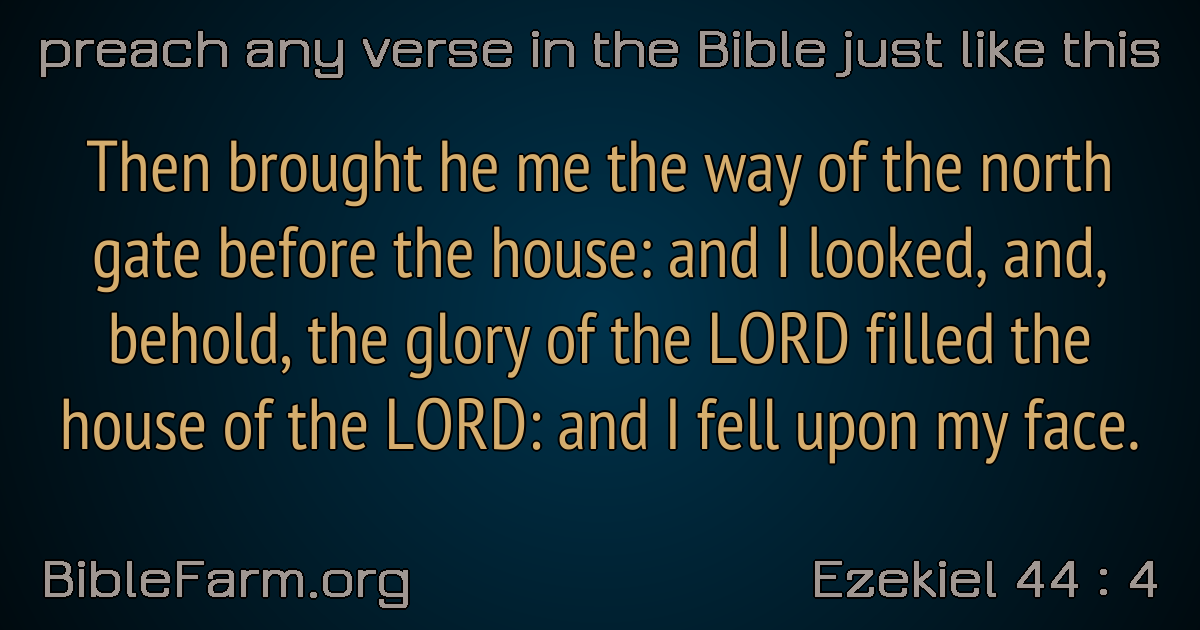 preach any verse in the Bible just like this
Then brought he me the way of the north
gate before the house: and I looked, and,
behold, the glory of the LORD filled the
house of the LORD: and I fell upon my face.
BibleFarm.org
Ezekiel 44 : 4